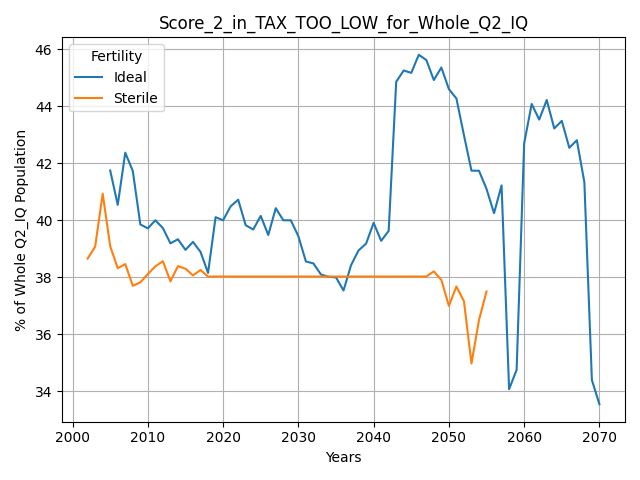 Score_2_in_TAX_TOO_LOW_for_Whole_Q2_IQ
% of Whole Q2_IQ Population
46
44
42
40
38
36
34
Fertility
Ideal
Sterile
2000 2010 2020 2030 2040 2050 2060 2070
Years